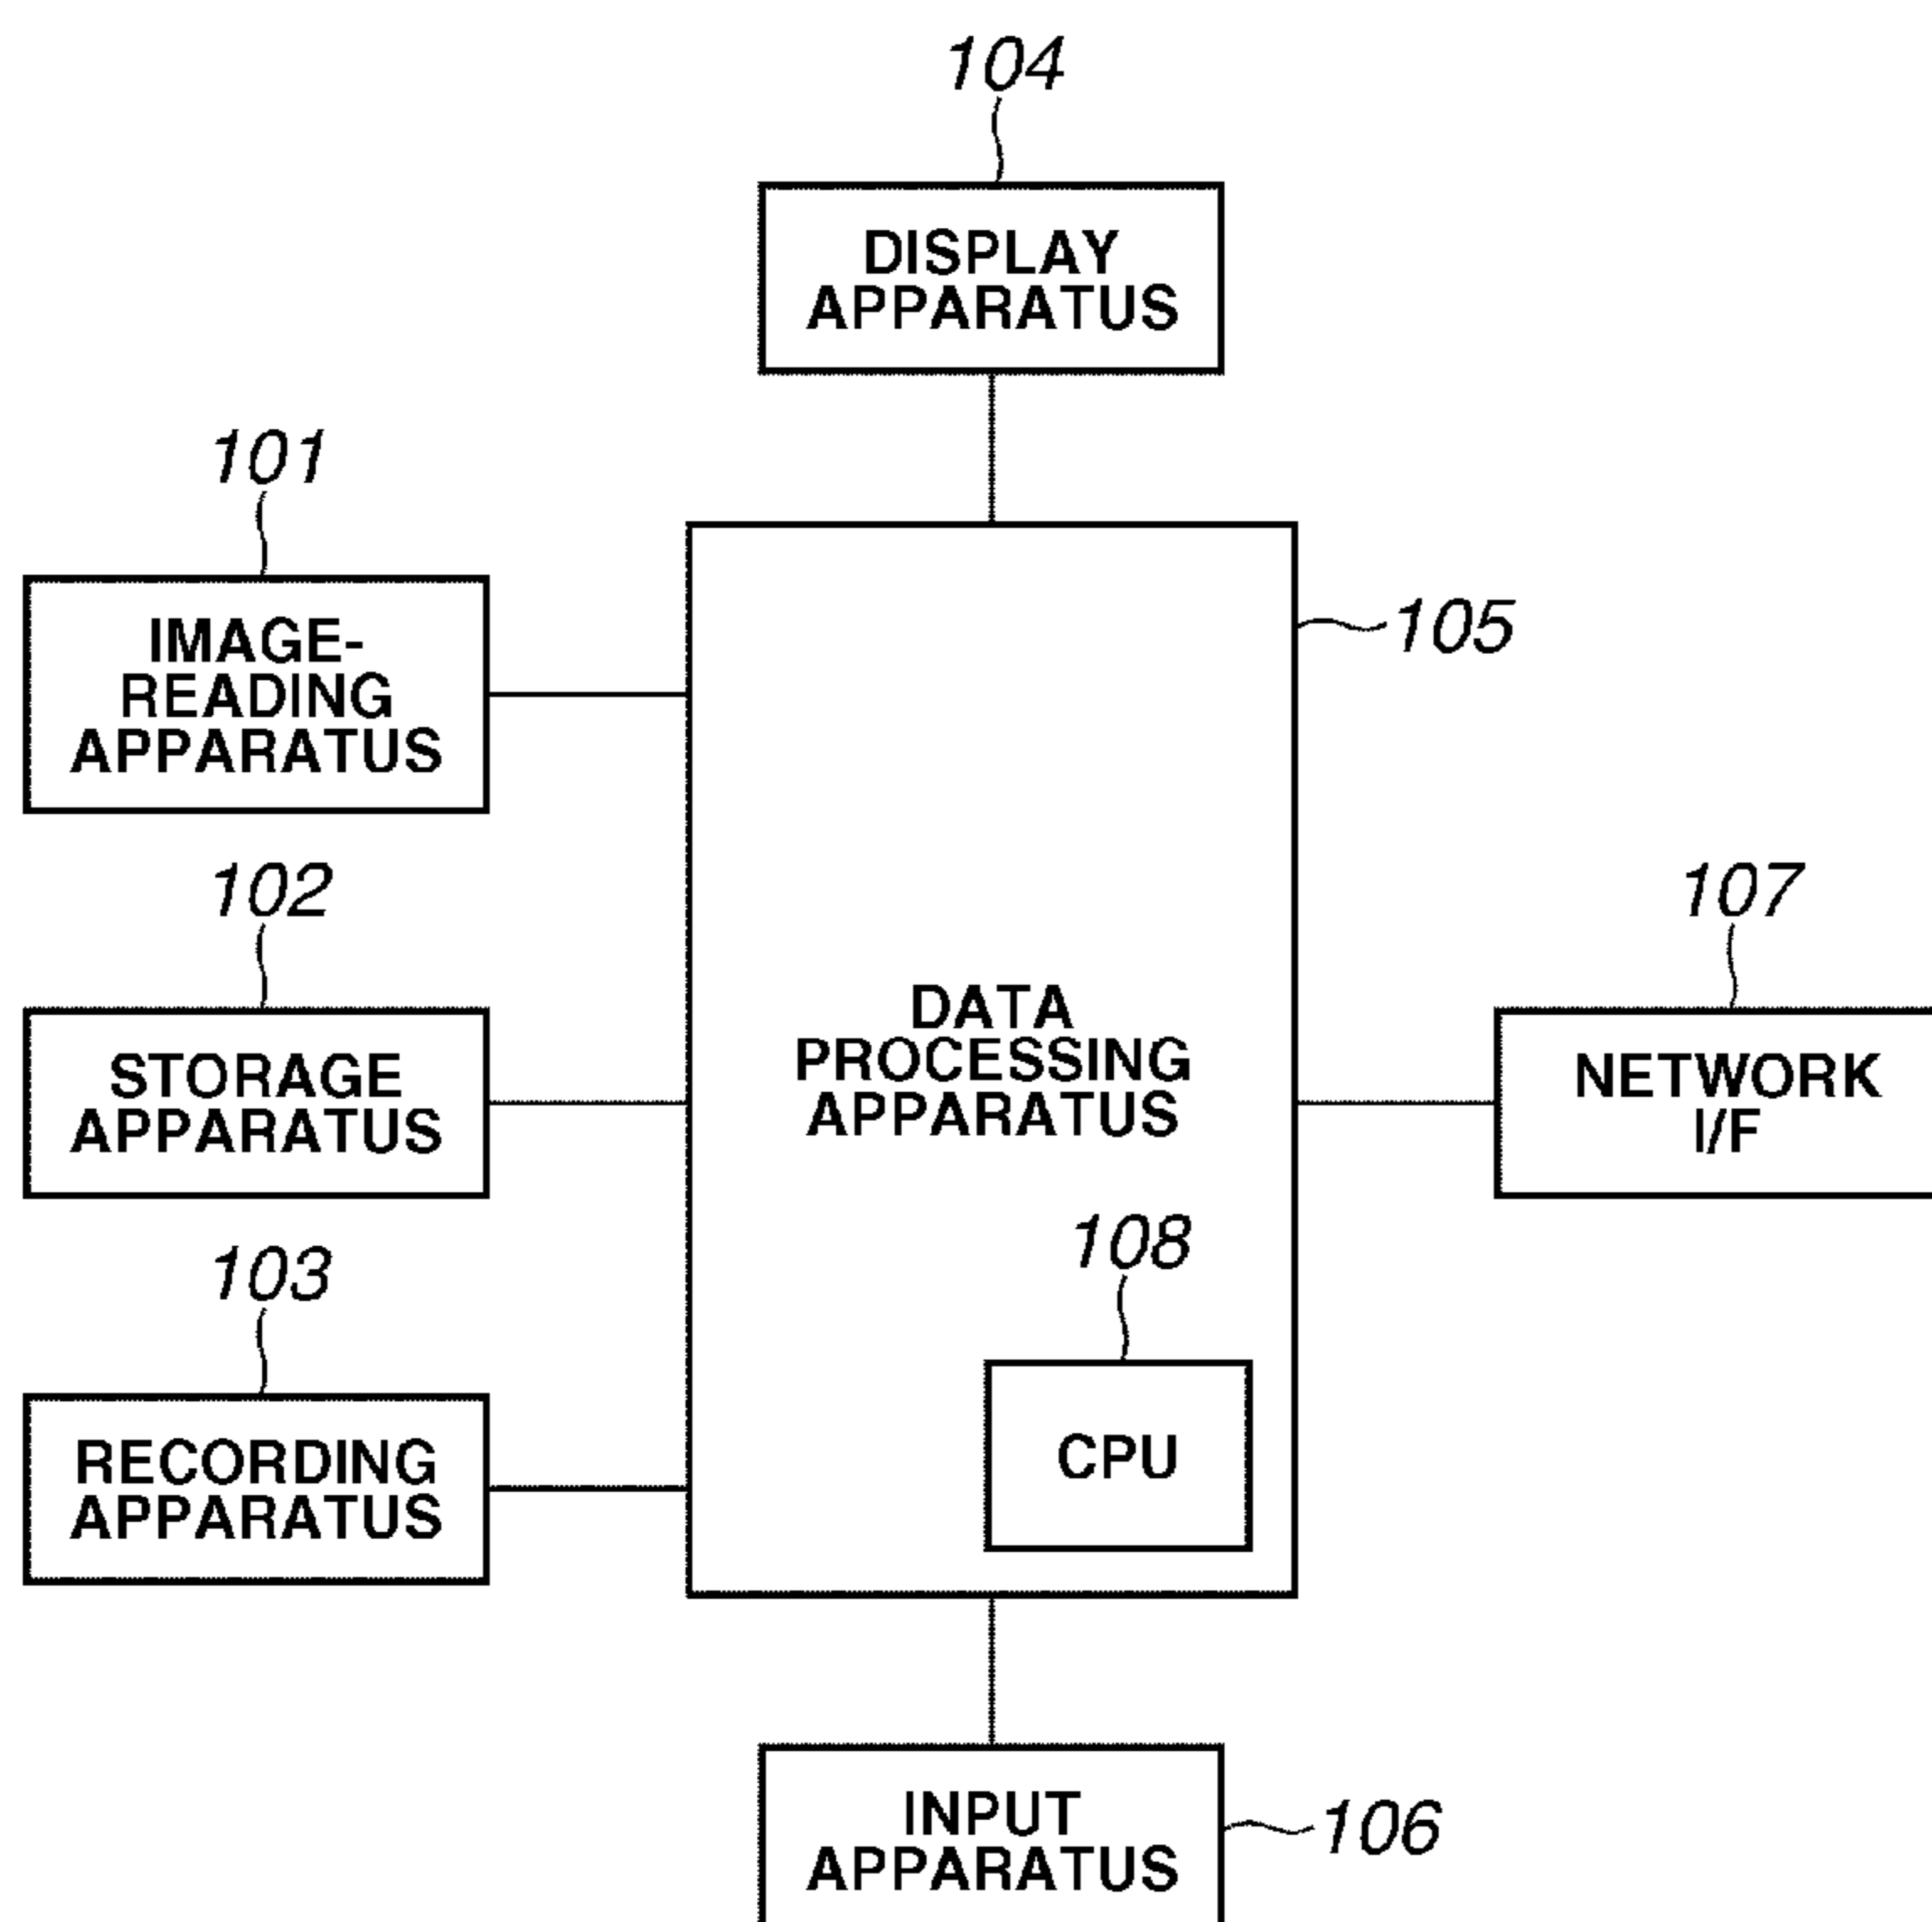 104
DISPLAY
APPARATUS
101
IMAGE-
READING
APPARATUS
105
102
STORAGE
APPARATUS
DATA
PROCESSING
APPARATUS
107
NETWORK
I/F
103
RECORDING
APPARATUS
108
CPU
INPUT
APPARATUS
106